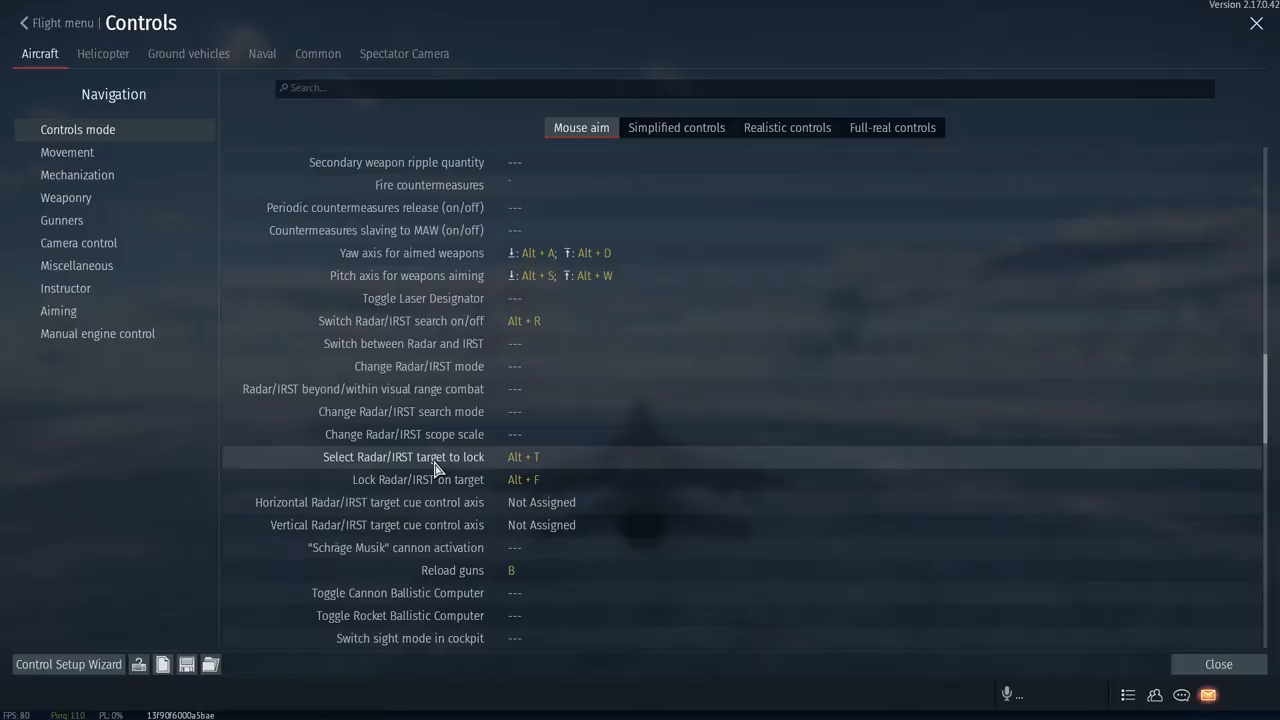 Version 2.17.0.42
Flight menu | Controls
Aircraft Helicopter Ground vehicles Naval Common Spectator Camera
Navigation
Controls mode
Movement
Mechanization
Weaponry
Gunners
Camera control
Miscellaneous
Instructor
Aiming
Manual engine control
Search...
Mouse aim Simplified controls Realistic controls Full-real controls
Secondary weapon ripple quantity ---
Fire countermeasures `
Periodic countermeasures release (on/off) ---
Countermeasures slaving to MAW (on/off) ---
Yaw axis for aimed weapons : Alt + A; : Alt + D
Pitch axis for weapons aiming : Alt + S; : Alt + W
Toggle Laser Designator ---
Switch Radar/IRST search on/off Alt + R
Switch between Radar and IRST ---
Change Radar/IRST mode ---
Radar/IRST beyond/within visual range combat ---
Change Radar/IRST search mode ---
Change Radar/IRST scope scale ---
Select Radar/IRST target to lock Alt + T
Lock Radar/IRST on target Alt + F
Horizontal Radar/IRST target cue control axis Not Assigned
Vertical Radar/IRST target cue control axis Not Assigned
"Schräge Musik" cannon activation ---
Reload guns B
Toggle Cannon Ballistic Computer ---
Toggle Rocket Ballistic Computer ---
Switch sight mode in cockpit ---
Control Setup Wizard
Close
...
FPS: 80 Ping: 110 PL: 0% 13f90f6000a5bae